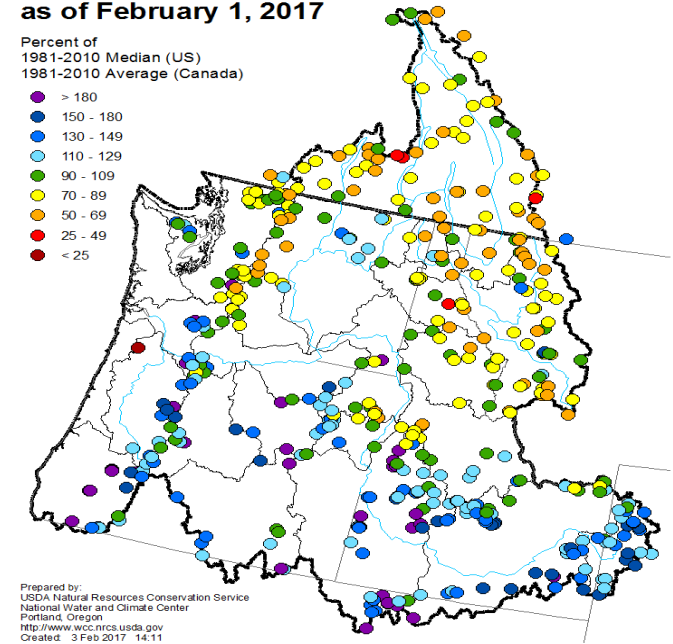 as of February 1, 2017
Percent of
1981-2010 Median (US)
1981-2010 Average (Canada)
> 180
150 - 180
130 - 149
110 - 129
90 - 109
70 - 89
50 - 69
25 - 49
< 25
Prepared by:
USDA Natural Resources Conservation Service
National Water and Climate Center
Portland, Oregon
http://www.wcc.nrcs.usda.gov
Created: 3 Feb 2017 14:11